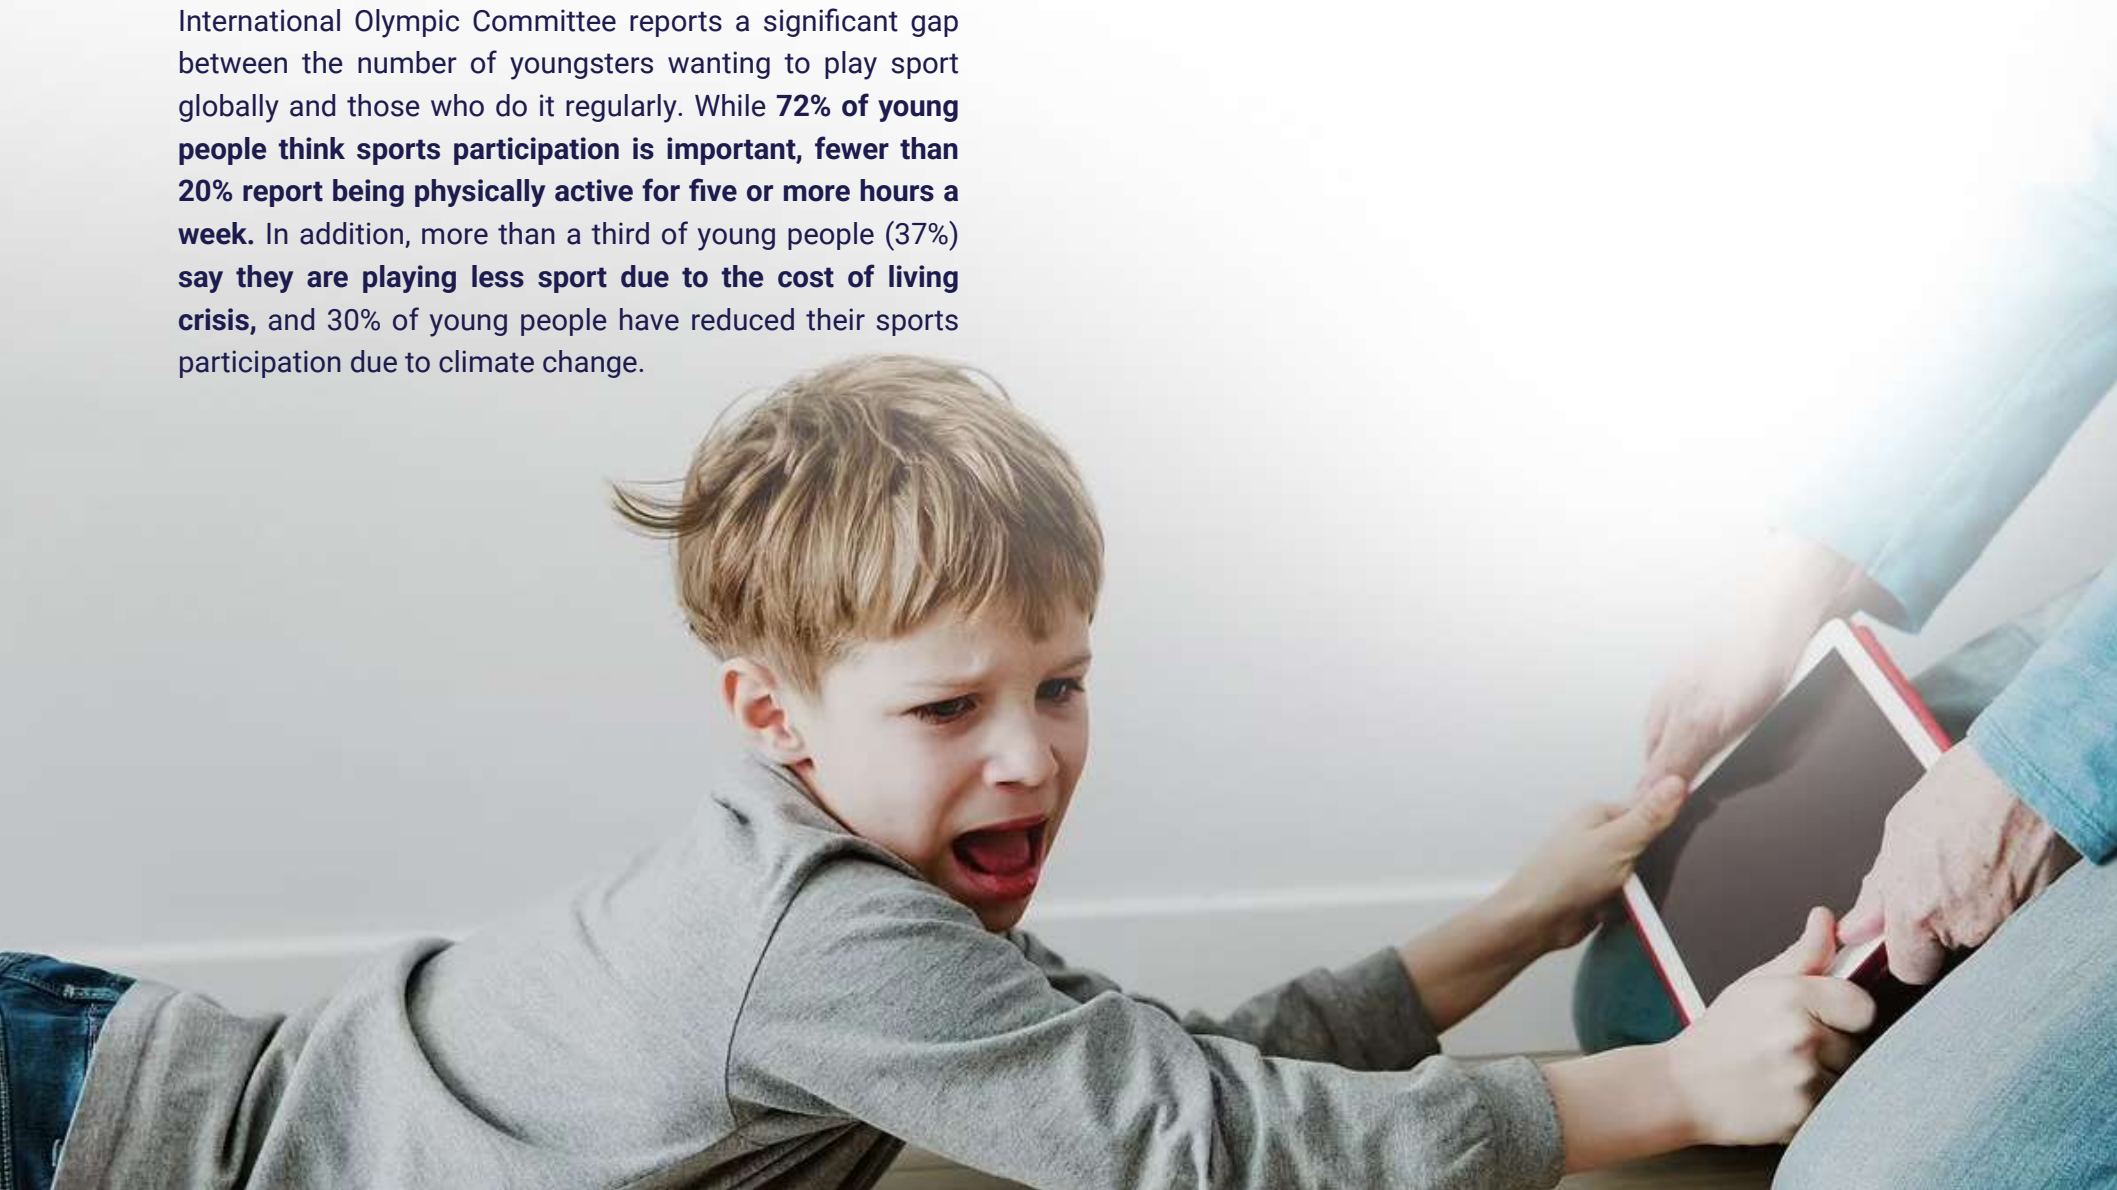 International Olympic Committee reports a significant gap
between the number of youngsters wanting to play sport
globally and those who do it regularly. While 72% of young
people think sports participation is important, fewer than
20% report being physically active for five or more hours a
week. In addition, more than a third of young people (37%)
say they are playing less sport due to the cost of living
crisis, and 30% of young people have reduced their sports
participation due to climate change.